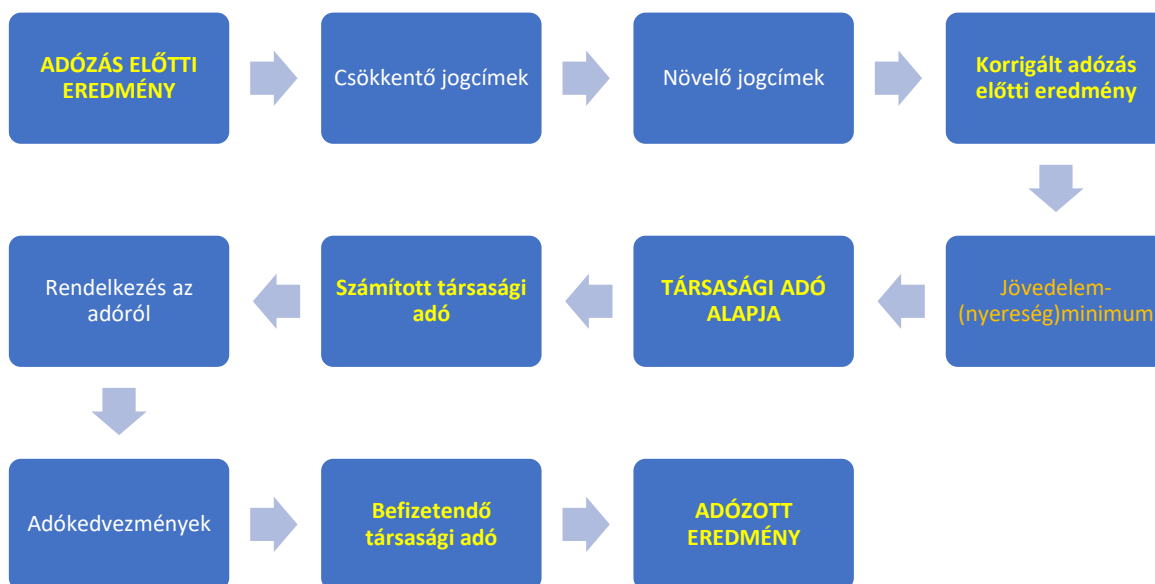 ADÓZÁS ELŐTTI
EREDMÉNY
Csökkentő jogcímek
Növelő jogcímek
Korrigált adózás
előtti eredmény
Jövedelem-
(nyereség)minimum
TÁRSASÁGI ADÓ
ALAPJA
Számított társasági
adó
Rendelkezés az
adóról
Adókedvezmények
Befizetendő
társasági adó
ADÓZOTT
EREDMÉNY